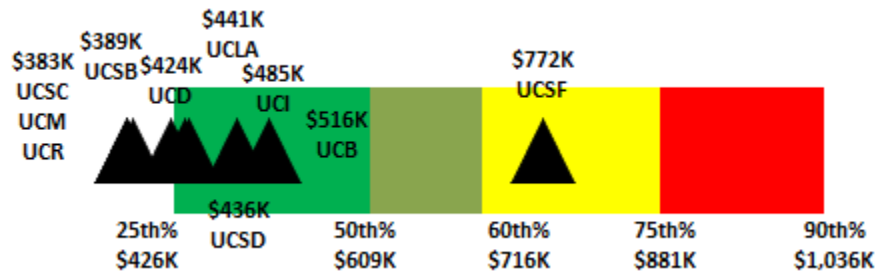 $383K
UCSC
UCM
UCR
$389K
UCSB
$424K
UCD
$441K
UCLA
$485K
UCI
$516K
UCB
$436K
UCSD
$772K
UCSF
25th%
$426K
50th%
$609K
60th%
$716K
75th%
$881K
90th%
$1,036K